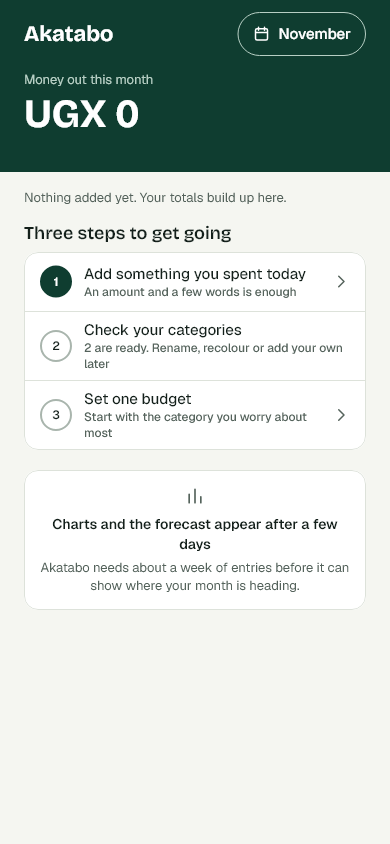 Akatabo
November
Money out this month
UGX 0
Nothing added yet. Your totals build up here.
Three steps to get going
1
Add something you spent today
An amount and a few words is enough
2
Check your categories
2 are ready. Rename, recolour or add your own
later
3
Set one budget
Start with the category you worry about
most
Charts and the forecast appear after a few
days
Akatabo needs about a week of entries before it can
show where your month is heading.